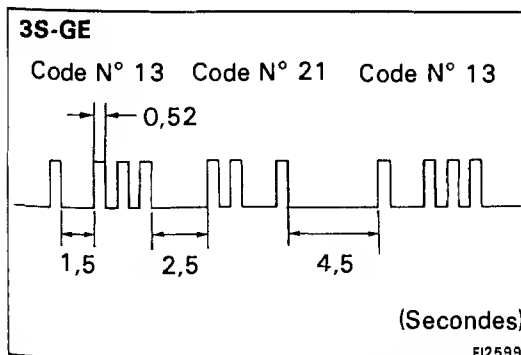 3S-GE
Code N° 13 Code N° 21 Code N° 13
0,52
1,5 2,5 4,5
(Secondes)
FI2599